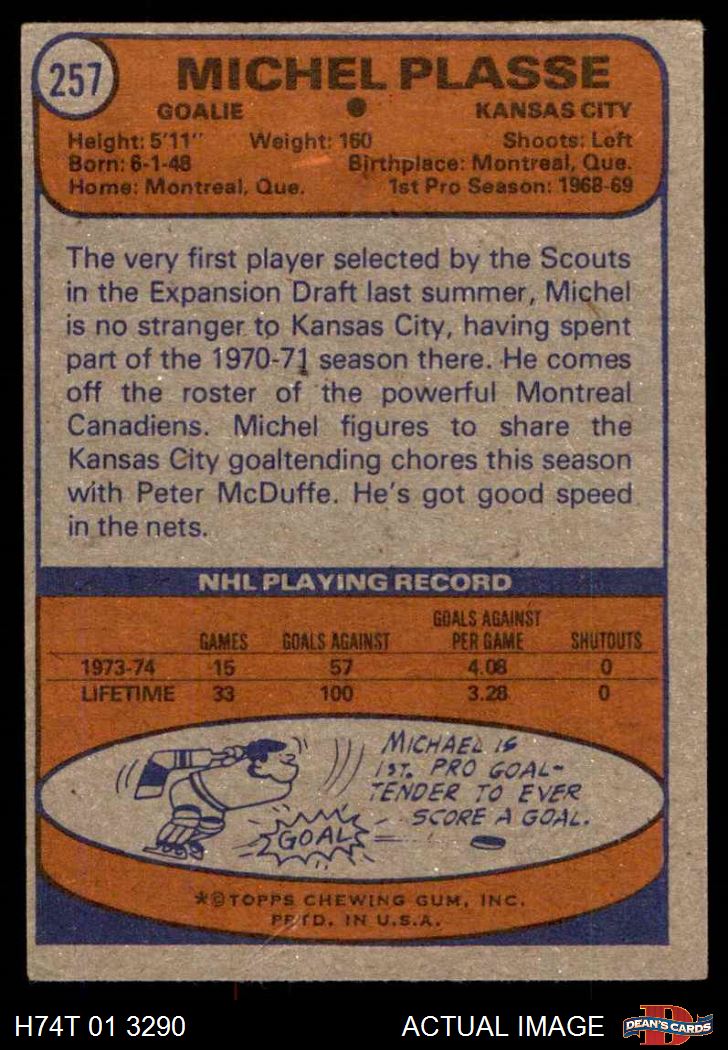 257
MICHEL PLASSE
GOALIE ● KANSAS CITY
Height: 5'11" Weight: 160 Shoots: Left
Born: 6-1-48 Birthplace: Montreal, Que.
Home: Montreal, Que. 1st Pro Season: 1968-69
The very first player selected by the Scouts
in the Expansion Draft last summer, Michel
is no stranger to Kansas City, having spent
part of the 1970-71 season there. He comes
off the roster of the powerful Montreal
Canadiens. Michel figures to share the
Kansas City goaltending chores this season
with Peter McDuffe. He's got good speed
in the nets.
NHL PLAYING RECORD
GAMES GOALS AGAINST GOALS AGAINST PER GAME SHUTOUTS
1973-74 15 57 4.08 0
LIFETIME 33 100 3.28 0
MICHAEL IS
1ST. PRO GOAL-
TENDER TO EVER
SCORE A GOAL.
GOAL
*©TOPPS CHEWING GUM, INC.
PRTD. IN U.S.A.
H74T 01 3290 ACTUAL IMAGE
D
DEAN'S CARDS